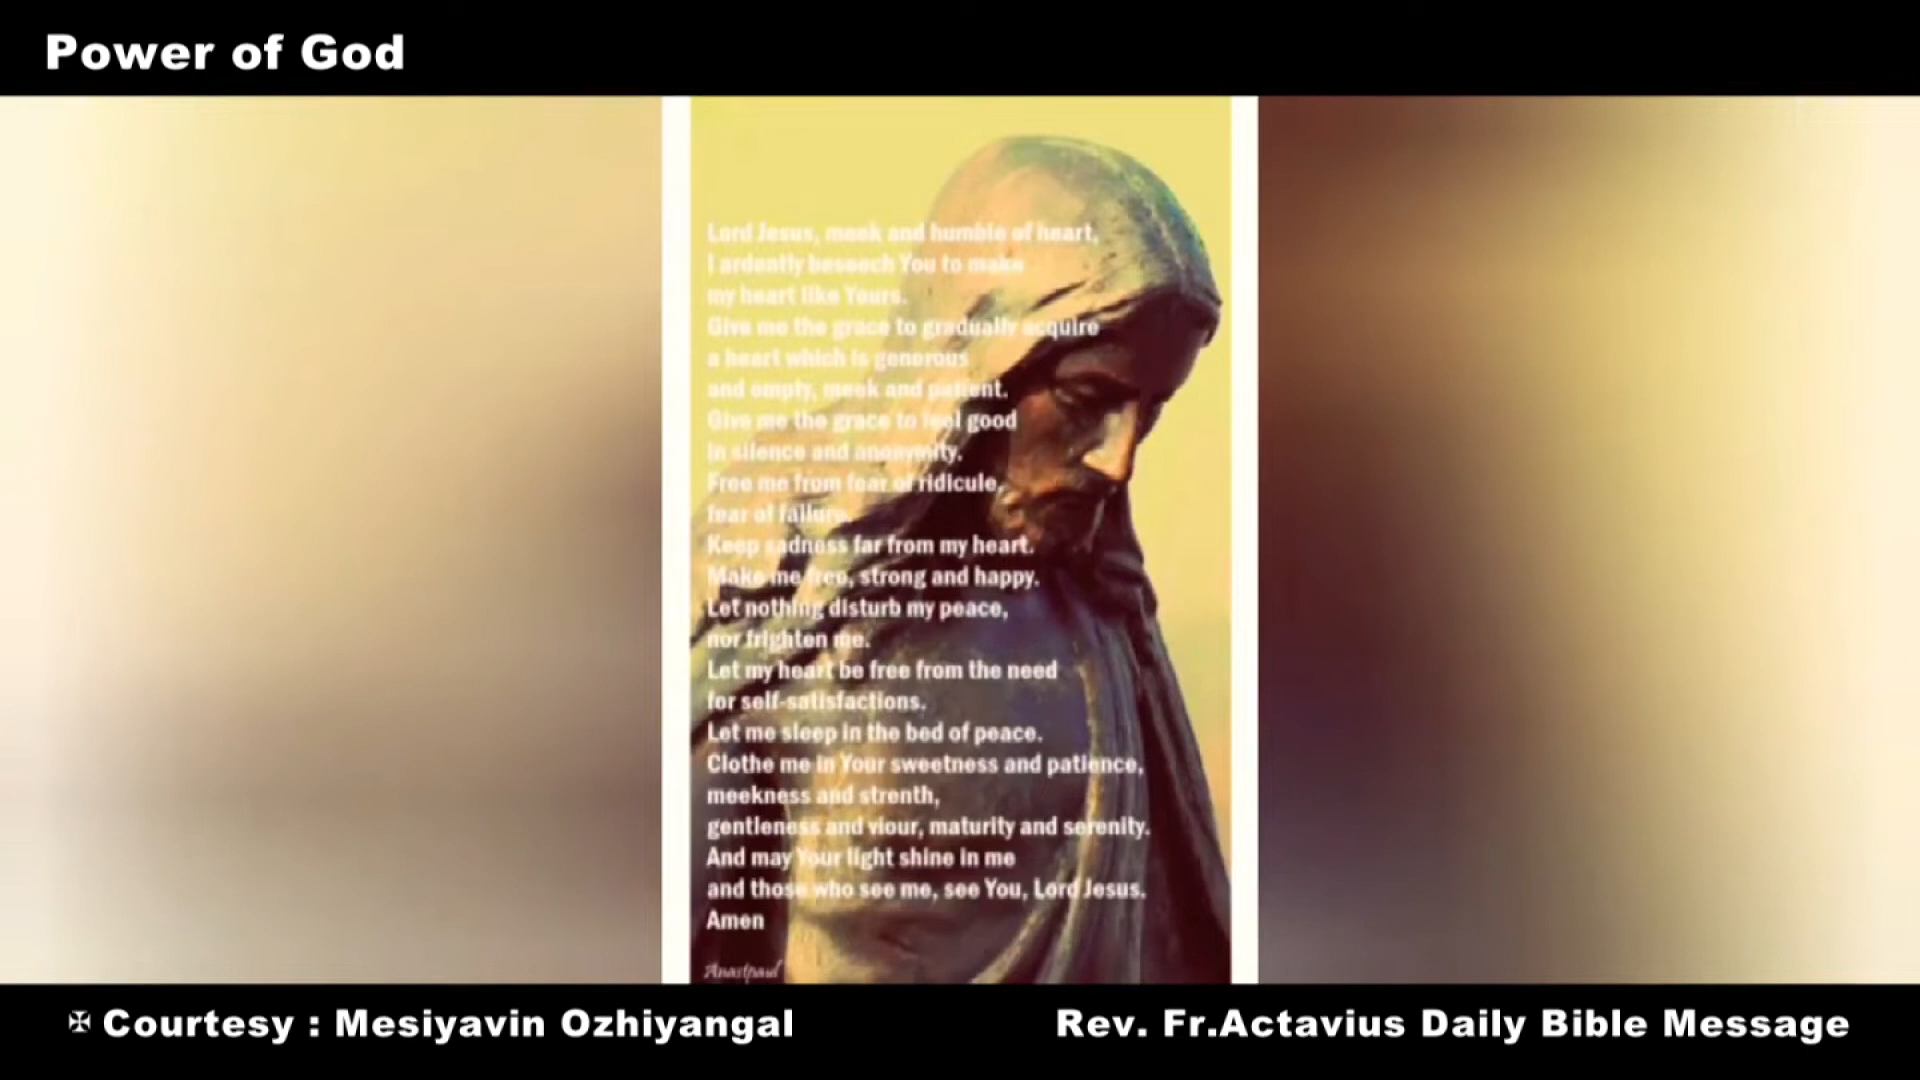 Power of God
Lord Jesus, meek and humble of heart,
I ardently beseech You to make
my heart like Yours.
Give me the grace to gradually acquire
a heart which is generous
and empty, meek and patient.
Give me the grace to feel good
in silence and anonymity.
Free me from fear of ridicule,
fear of failure.
Keep sadness far from my heart.
Make me free, strong and happy.
Let nothing disturb my peace,
nor frighten me.
Let my heart be free from the need
for self-satisfactions.
Let me sleep in the bed of peace.
Clothe me in Your sweetness and patience,
meekness and strenth,
gentleness and viour, maturity and serenity.
And may Your light shine in me
and those who see me, see You, Lord Jesus.
Amen
Anastpaul
✠ Courtesy : Mesiyavin Ozhiyangal
Rev. Fr.Actavius Daily Bible Message